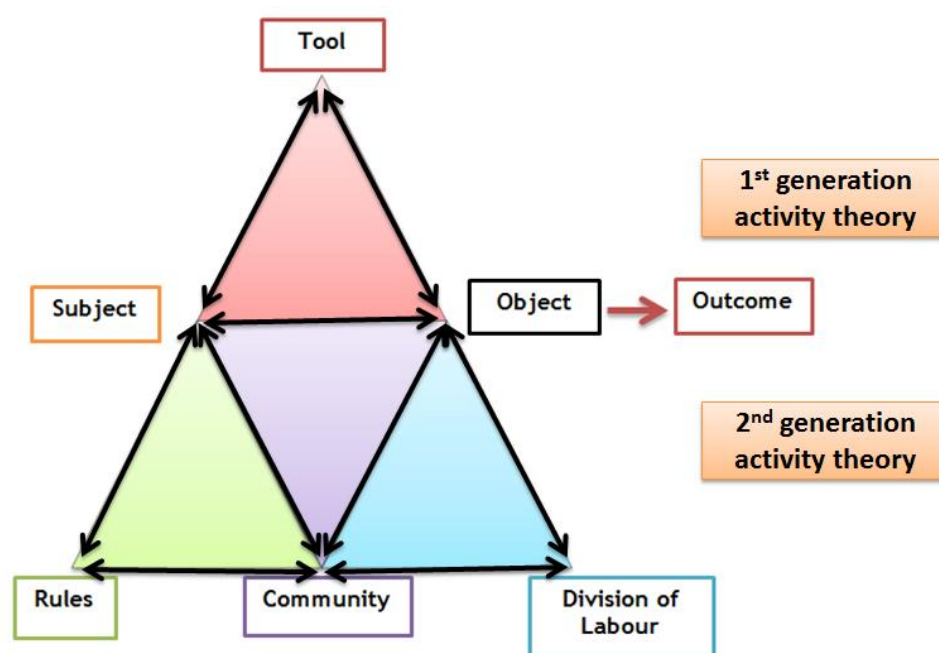 Tool
1st generation
activity theory
Subject
Object
Outcome
2nd generation
activity theory
Rules
Community
Division of
Labour